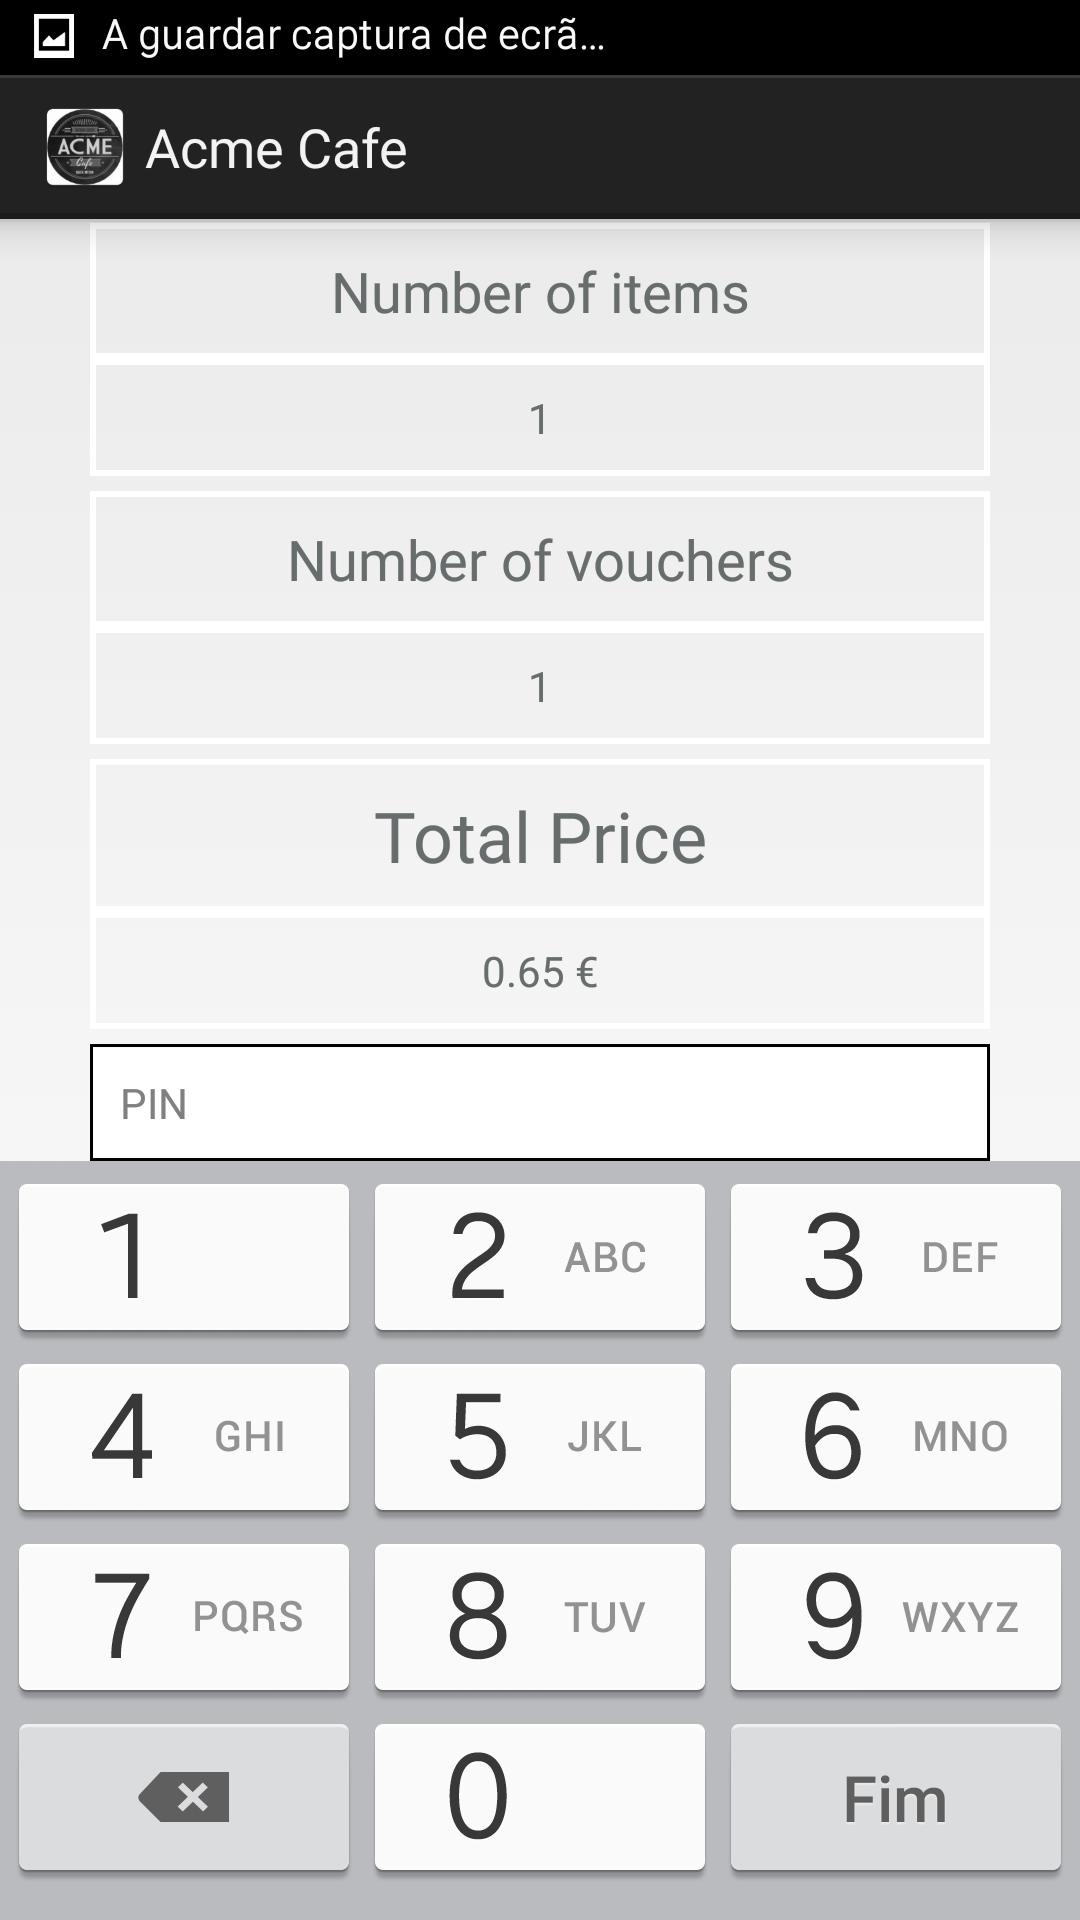 A guardar captura de ecrã...
ACME
Cafe
Acme Cafe
Number of items
1
Number of vouchers
1
Total Price
0.65 €
PIN
1
2 ABC
3 DEF
4 GHI
5 JKL
6 MNO
7 PQRS
8 TUV
9 WXYZ
0
Fim